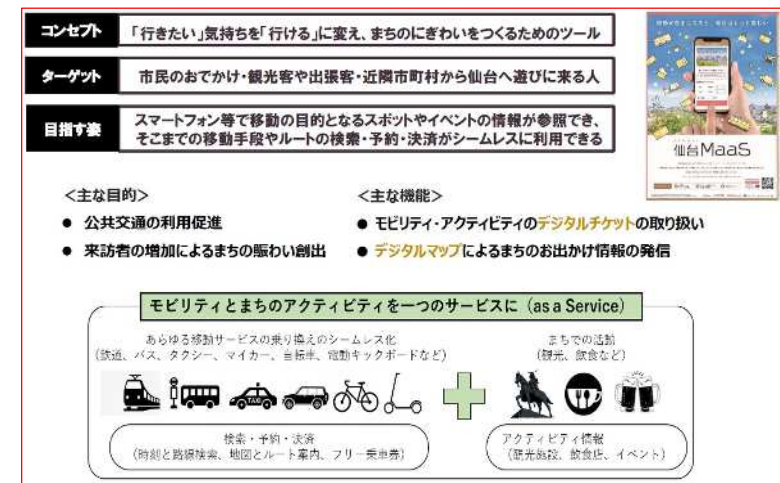 コンセプト
「行きたい」気持ちを「行ける」に変え、まちのにぎわいをつくるためのツール
ターゲット
市民のおでかけ・観光客や出張客・近隣市町村から仙台へ遊びに来る人
目指す姿
スマートフォン等で移動の目的となるスポットやイベントの情報が参照でき、
そこまでの移動手段やルートの検索・予約・決済がシームレスに利用できる
仙台MaaS
<主な目的>
● 公共交通の利用促進
● 来訪者の増加によるまちの賑わい創出
<主な機能>
● モビリティ・アクティビティのデジタルチケットの取り扱い
● デジタルマップによるまちのお出かけ情報の発信
モビリティとまちのアクティビティを一つのサービスに（as a Service）
あらゆる移動サービスの乗り換えのシームレス化
（鉄道、バス、タクシー、マイカー、自転車、電動キックボードなど）
まちでの活動
（観光、飲食など）
TAXI
検索・予約・決済
（時刻と路線検索、地図とルート案内、フリー乗車券）
アクティビティ情報
（観光施設、飲食店、イベント）